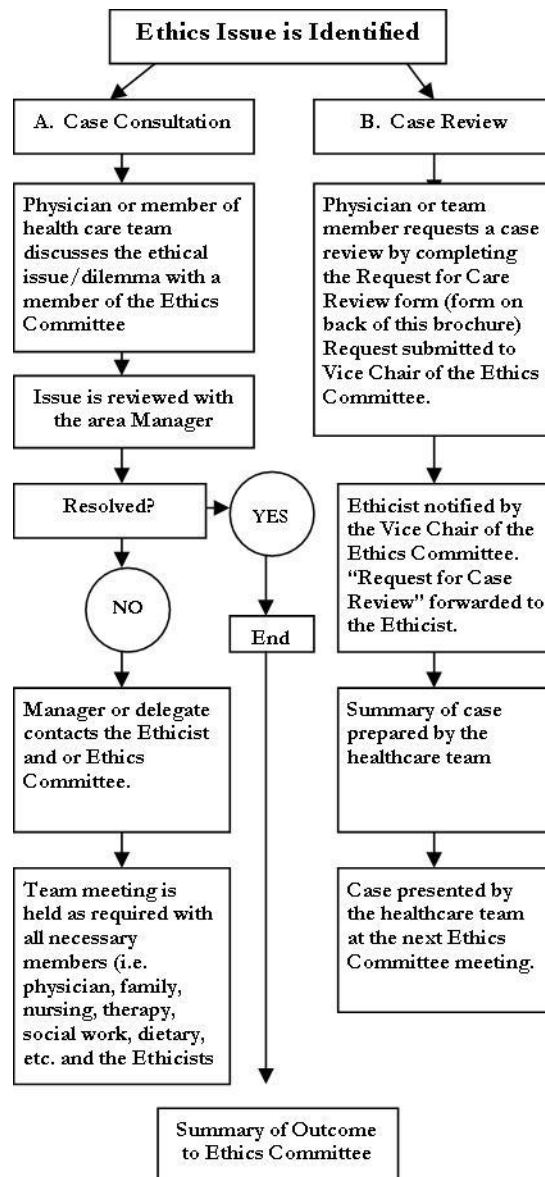 Ethics Issue is Identified
A. Case Consultation
Physician or member of
health care team
discusses the ethical
issue/dilemma with a
member of the Ethics
Committee
Issue is reviewed with
the area Manager
Resolved?
YES
NO
End
Manager or delegate
contacts the Ethicist
and or Ethics
Committee.
Team meeting is
held as required with
all necessary
members (i.e.
physician, family,
nursing, therapy,
social work, dietary,
etc. and the Ethicists
B. Case Review
Physician or team
member requests a case
review by completing
the Request for Care
Review form (form on
back of this brochure)
Request submitted to
Vice Chair of the Ethics
Committee.
Ethicist notified by
the Vice Chair of the
Ethics Committee.
“Request for Case
Review” forwarded to
the Ethicist.
Summary of case
prepared by the
healthcare team
Case presented by
the healthcare team
at the next Ethics
Committee meeting.
Summary of Outcome
to Ethics Committee